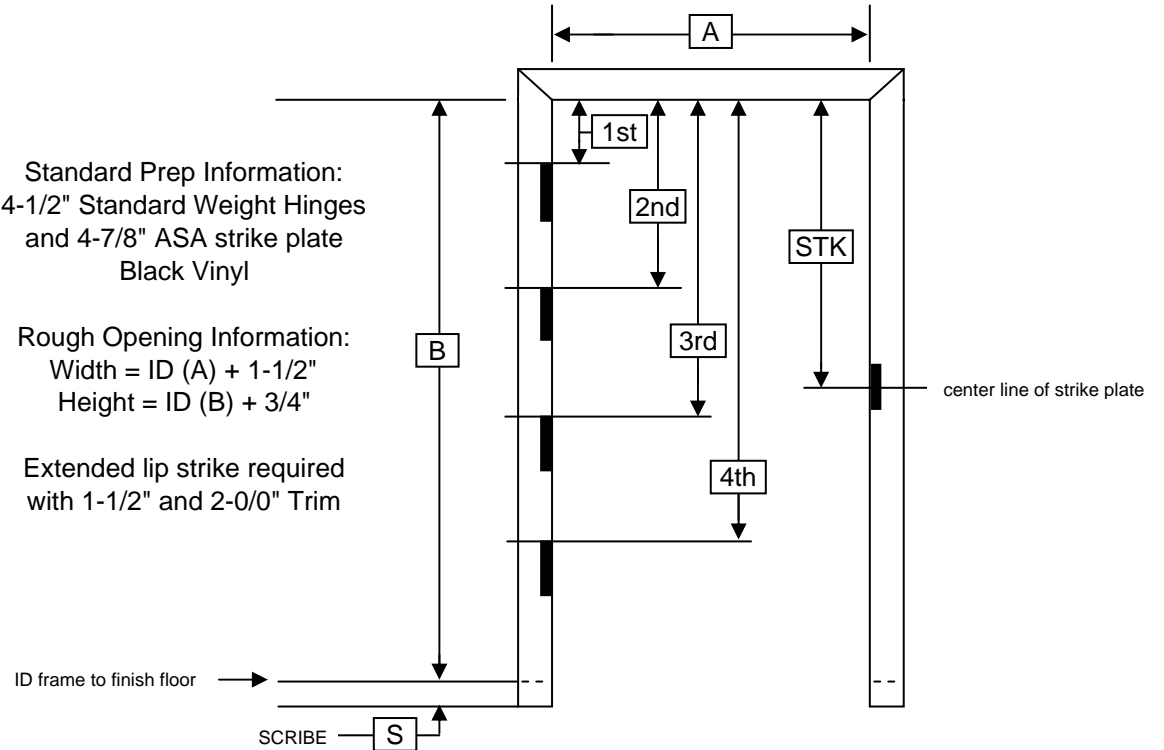 A
1st
Standard Prep Information:
4-1/2" Standard Weight Hinges
and 4-7/8" ASA strike plate
Black Vinyl
2nd
STK
Rough Opening Information:
Width = ID (A) + 1-1/2"
Height = ID (B) + 3/4"
B
3rd
center line of strike plate
Extended lip strike required
with 1-1/2" and 2-0/0" Trim
4th
ID frame to finish floor
SCRIBE
S